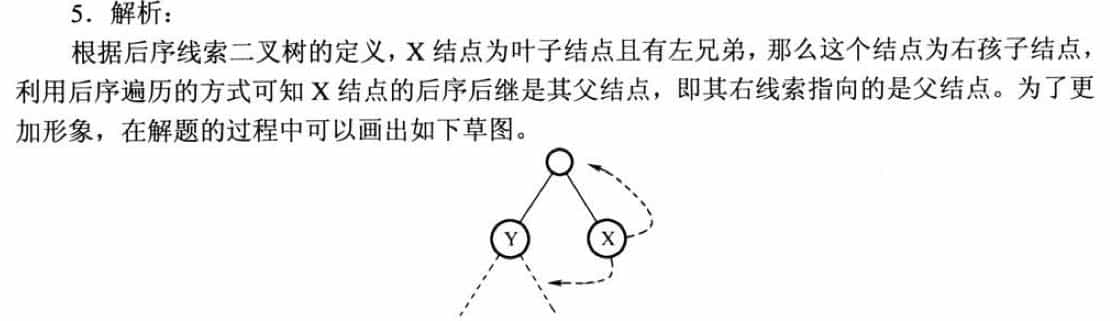 5．解析：
根据后序线索二叉树的定义，X 结点为叶子结点且有左兄弟，那么这个结点为右孩子结点，
利用后序遍历的方式可知 X 结点的后序后继是其父结点，即其右线索指向的是父结点。为了更
加形象，在解题的过程中可以画出如下草图。
Y X